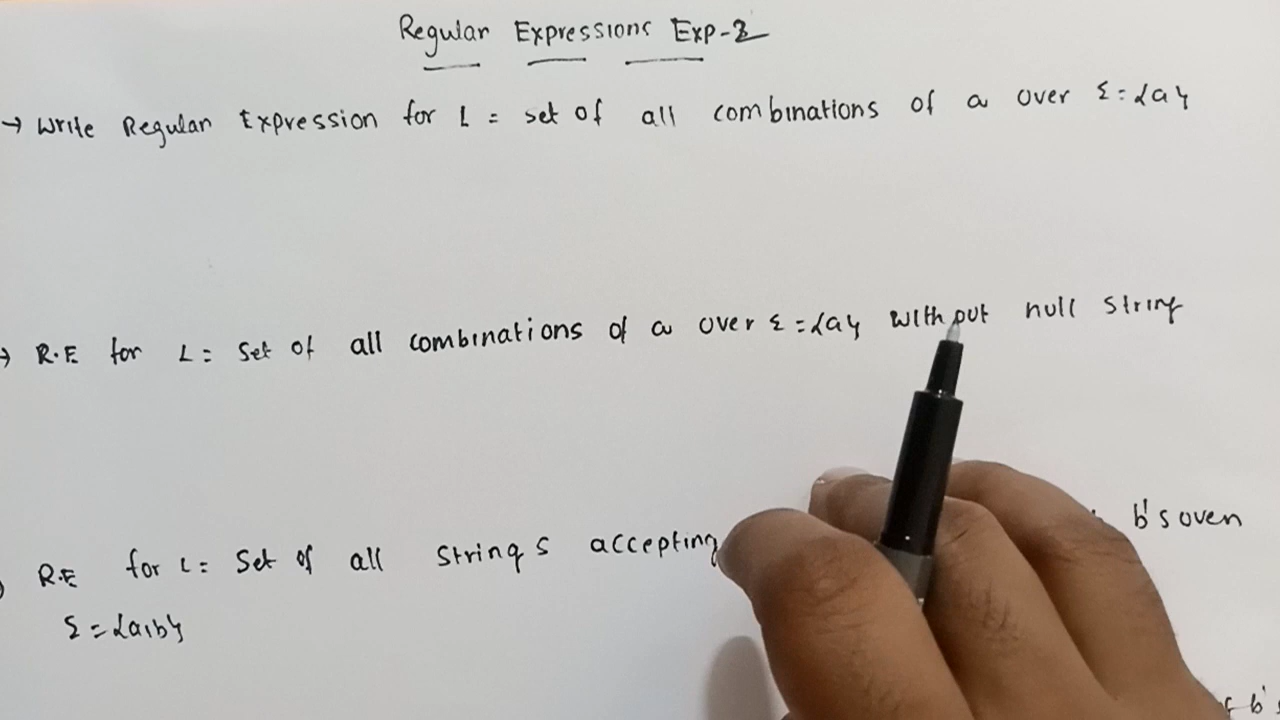 Regular Expressions Exp-2
→ Write Regular Expression for L = set of all combinations of a over Σ={a}
→ R.E for L = Set of all combinations of a over Σ={a} without null string
R.E for L = Set of all Strings accepting b's oven
Σ={a,b}
b's